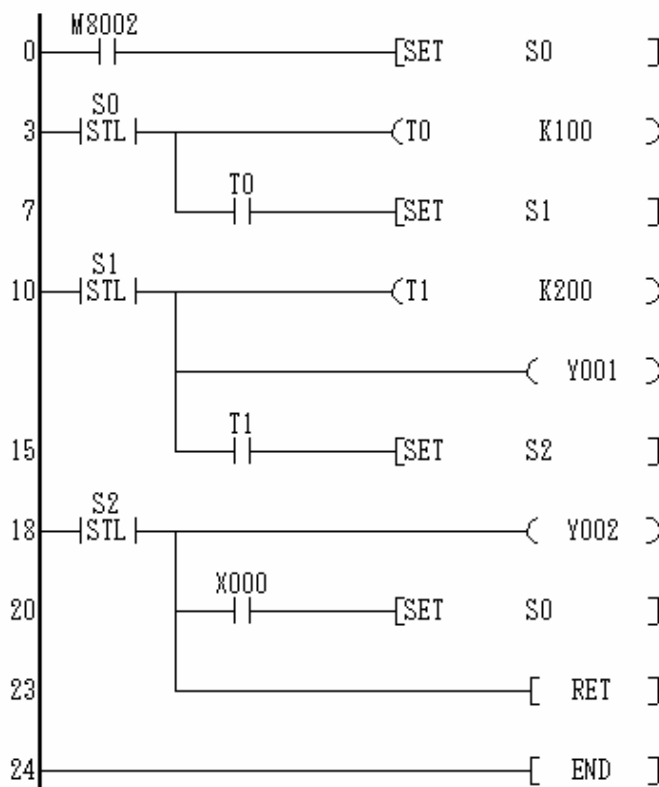 M8002
0 [SET S0 ]
S0
3 STL (T0 K100 )
T0
7 [SET S1 ]
S1
10 STL (T1 K200 )
( Y001 )
T1
15 [SET S2 ]
S2
18 STL ( Y002 )
X000
20 [SET S0 ]
23 [ RET ]
24 [ END ]